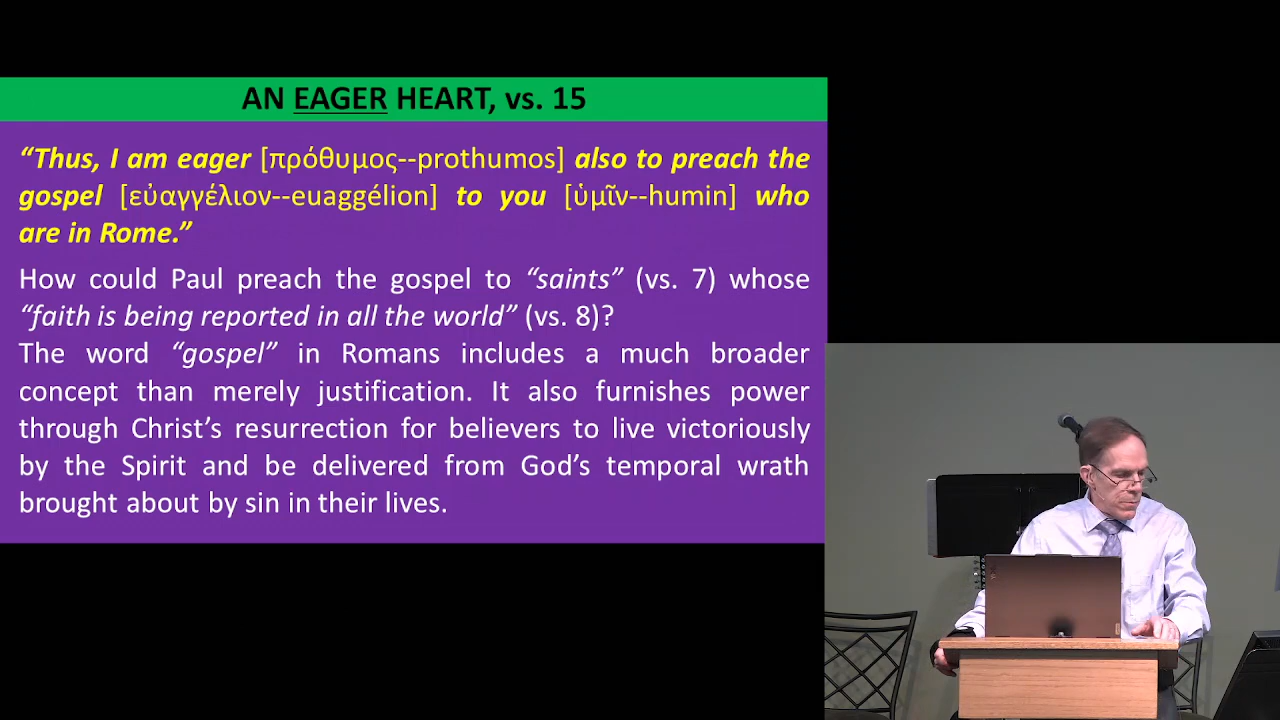 AN EAGER HEART, vs. 15
“Thus, I am eager [πρόθυμος--prothumos] also to preach the
gospel [εὐαγγέλιον--euaggélion] to you [ὑμῖν--humin] who
are in Rome.”
How could Paul preach the gospel to “saints” (vs. 7) whose
“faith is being reported in all the world” (vs. 8)?
The word “gospel” in Romans includes a much broader
concept than merely justification. It also furnishes power
through Christ’s resurrection for believers to live victoriously
by the Spirit and be delivered from God’s temporal wrath
brought about by sin in their lives.